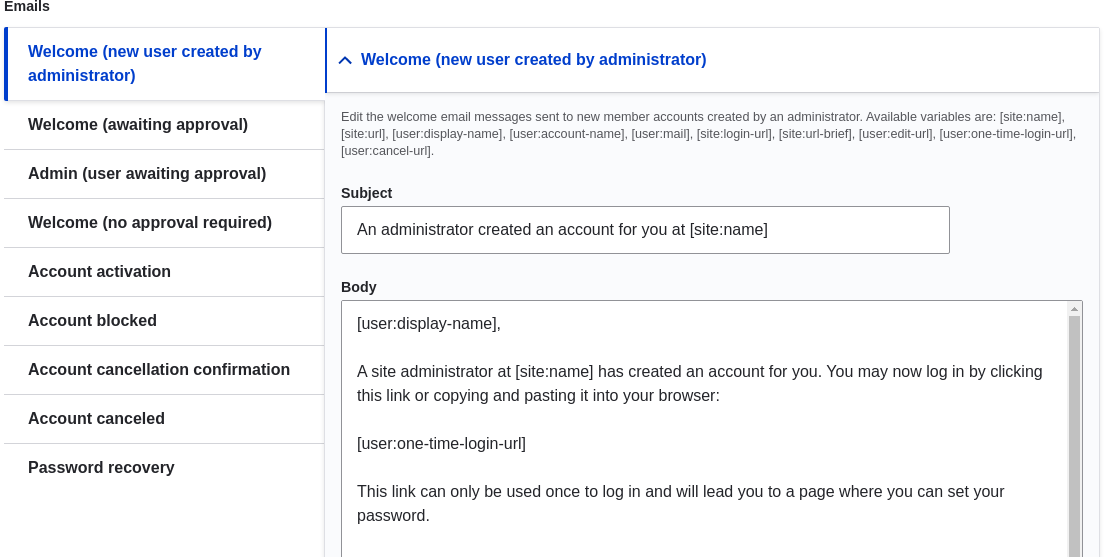 Emails
Welcome (new user created by
administrator)
Welcome (awaiting approval)
Admin (user awaiting approval)
Welcome (no approval required)
Account activation
Account blocked
Account cancellation confirmation
Account canceled
Password recovery
Welcome (new user created by administrator)
Edit the welcome email messages sent to new member accounts created by an administrator. Available variables are: [site:name],
[site:url], [user:display-name], [user:account-name], [user:mail], [site:login-url], [site:url-brief], [user:edit-url], [user:one-time-login-url],
[user:cancel-url].
Subject
An administrator created an account for you at [site:name]
Body
[user:display-name],
A site administrator at [site:name] has created an account for you. You may now log in by clicking
this link or copying and pasting it into your browser:
[user:one-time-login-url]
This link can only be used once to log in and will lead you to a page where you can set your
password.